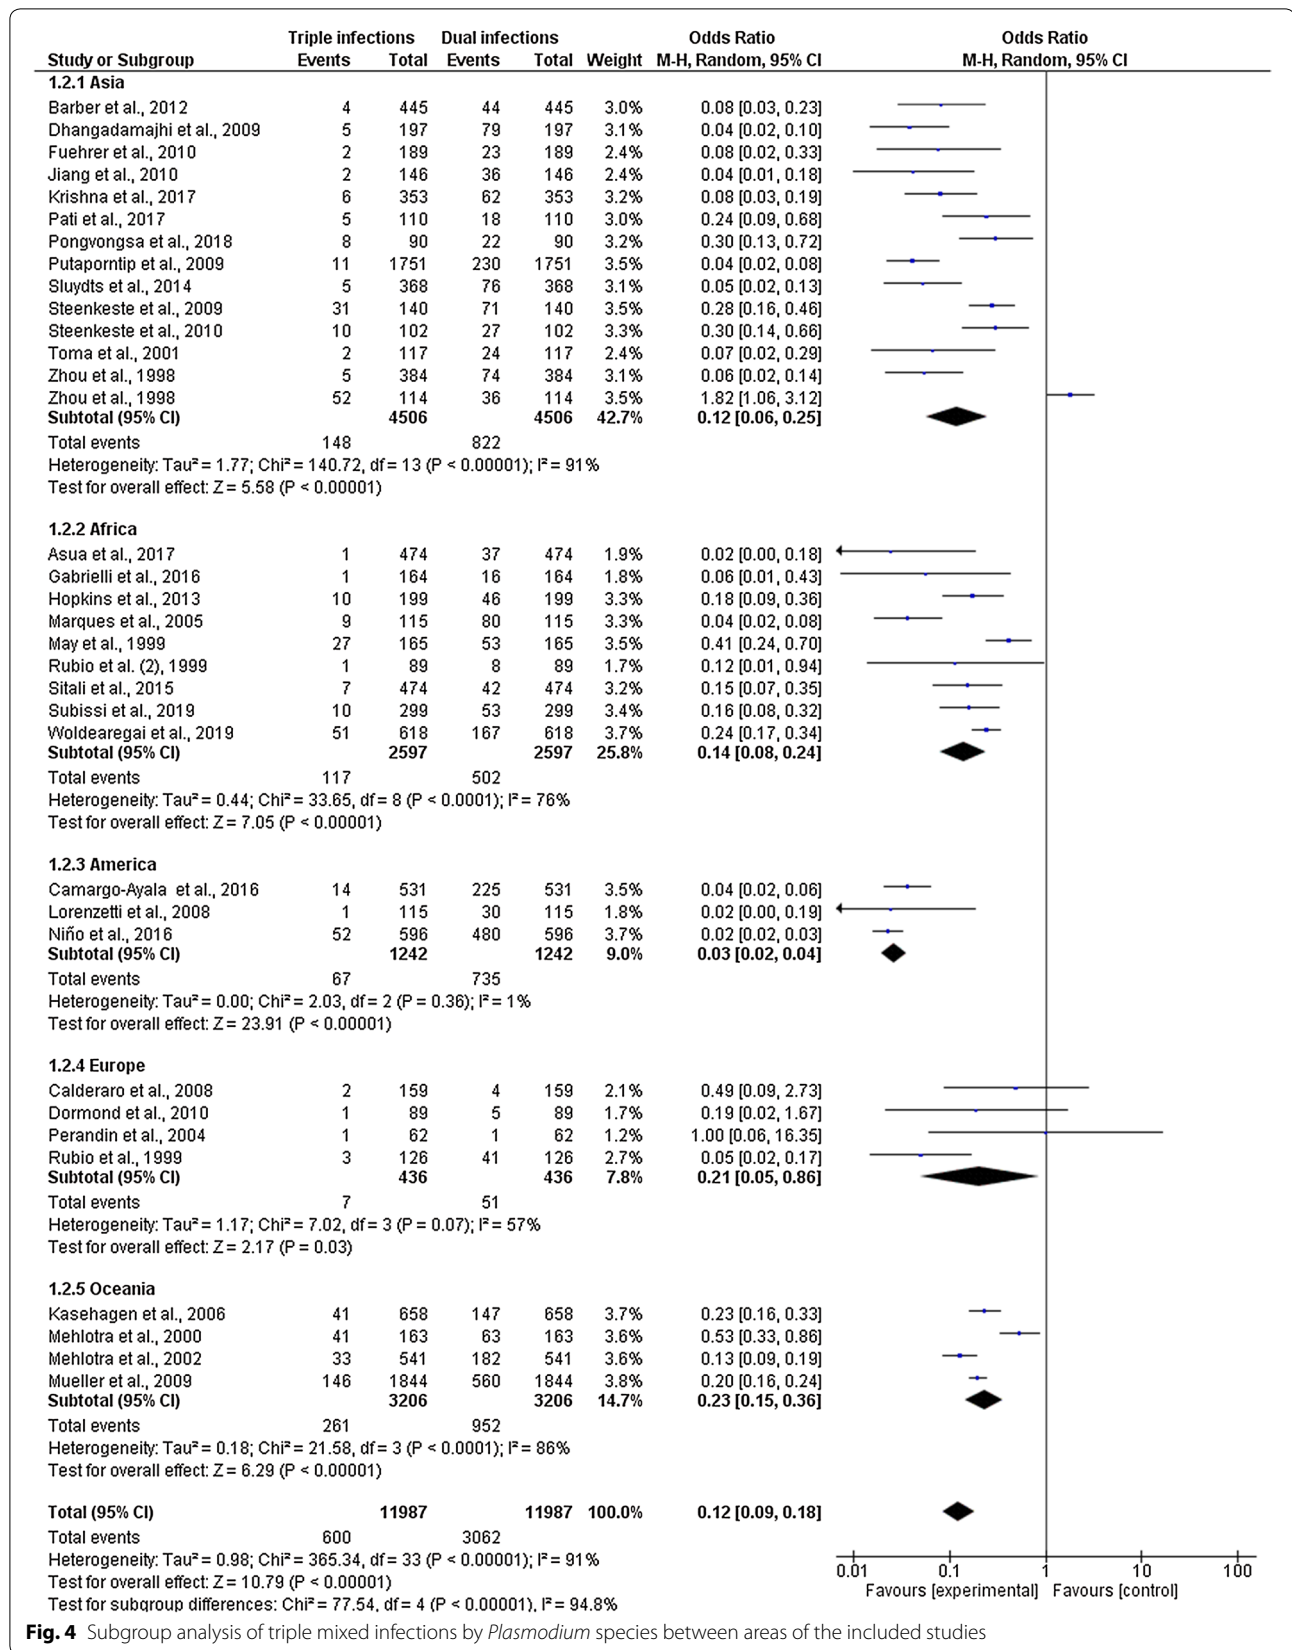 Triple infections Dual infections Odds Ratio Odds Ratio
Study or Subgroup Events Total Events Total Weight M-H, Random, 95% CI M-H, Random, 95% CI
1.2.1 Asia
Barber et al., 2012 4 445 44 445 3.0% 0.08 [0.03, 0.23]
Dhangadamajhi et al., 2009 5 197 79 197 3.1% 0.04 [0.02, 0.10]
Fuehrer et al., 2010 2 189 23 189 2.4% 0.08 [0.02, 0.33]
Jiang et al., 2010 2 146 36 146 2.4% 0.04 [0.01, 0.18]
Krishna et al., 2017 6 353 62 353 3.2% 0.08 [0.03, 0.19]
Pati et al., 2017 5 110 18 110 3.0% 0.24 [0.09, 0.68]
Pongvongsa et al., 2018 8 90 22 90 3.2% 0.30 [0.13, 0.72]
Putaporntip et al., 2009 11 1751 230 1751 3.5% 0.04 [0.02, 0.08]
Sluydts et al., 2014 5 368 76 368 3.1% 0.05 [0.02, 0.13]
Steenkeste et al., 2009 31 140 71 140 3.5% 0.28 [0.16, 0.46]
Steenkeste et al., 2010 10 102 27 102 3.3% 0.30 [0.14, 0.66]
Toma et al., 2001 2 117 24 117 2.4% 0.07 [0.02, 0.29]
Zhou et al., 1998 5 384 74 384 3.1% 0.06 [0.02, 0.14]
Zhou et al., 1998 52 114 36 114 3.5% 1.82 [1.06, 3.12]
Subtotal (95% CI) 4506 4506 42.7% 0.12 [0.06, 0.25]
Total events 148 822
Heterogeneity: Tau² = 1.77; Chi² = 140.72, df = 13 (P < 0.00001); I² = 91%
Test for overall effect: Z = 5.58 (P < 0.00001)
1.2.2 Africa
Asua et al., 2017 1 474 37 474 1.9% 0.02 [0.00, 0.18]
Gabrielli et al., 2016 1 164 16 164 1.8% 0.06 [0.01, 0.43]
Hopkins et al., 2013 10 199 46 199 3.3% 0.18 [0.09, 0.36]
Marques et al., 2005 9 115 80 115 3.3% 0.04 [0.02, 0.08]
May et al., 1999 27 165 53 165 3.5% 0.41 [0.24, 0.70]
Rubio et al. (2), 1999 1 89 8 89 1.7% 0.12 [0.01, 0.94]
Sitali et al., 2015 7 474 42 474 3.2% 0.15 [0.07, 0.35]
Subissi et al., 2019 10 299 53 299 3.4% 0.16 [0.08, 0.32]
Woldearegai et al., 2019 51 618 167 618 3.7% 0.24 [0.17, 0.34]
Subtotal (95% CI) 2597 2597 25.8% 0.14 [0.08, 0.24]
Total events 117 502
Heterogeneity: Tau² = 0.44; Chi² = 33.65, df = 8 (P < 0.0001); I² = 76%
Test for overall effect: Z = 7.05 (P < 0.00001)
1.2.3 America
Camargo-Ayala et al., 2016 14 531 225 531 3.5% 0.04 [0.02, 0.06]
Lorenzetti et al., 2008 1 115 30 115 1.8% 0.02 [0.00, 0.19]
Niño et al., 2016 52 596 480 596 3.7% 0.02 [0.02, 0.03]
Subtotal (95% CI) 1242 1242 9.0% 0.03 [0.02, 0.04]
Total events 67 735
Heterogeneity: Tau² = 0.00; Chi² = 2.03, df = 2 (P = 0.36); I² = 1%
Test for overall effect: Z = 23.91 (P < 0.00001)
1.2.4 Europe
Calderaro et al., 2008 2 159 4 159 2.1% 0.49 [0.09, 2.73]
Dormond et al., 2010 1 89 5 89 1.7% 0.19 [0.02, 1.67]
Perandin et al., 2004 1 62 1 62 1.2% 1.00 [0.06, 16.35]
Rubio et al., 1999 3 126 41 126 2.7% 0.05 [0.02, 0.17]
Subtotal (95% CI) 436 436 7.8% 0.21 [0.05, 0.86]
Total events 7 51
Heterogeneity: Tau² = 1.17; Chi² = 7.02, df = 3 (P = 0.07); I² = 57%
Test for overall effect: Z = 2.17 (P = 0.03)
1.2.5 Oceania
Kasehagen et al., 2006 41 658 147 658 3.7% 0.23 [0.16, 0.33]
Mehlotra et al., 2000 41 163 63 163 3.6% 0.53 [0.33, 0.86]
Mehlotra et al., 2002 33 541 182 541 3.6% 0.13 [0.09, 0.19]
Mueller et al., 2009 146 1844 560 1844 3.8% 0.20 [0.16, 0.24]
Subtotal (95% CI) 3206 3206 14.7% 0.23 [0.15, 0.36]
Total events 261 952
Heterogeneity: Tau² = 0.18; Chi² = 21.58, df = 3 (P < 0.0001); I² = 86%
Test for overall effect: Z = 6.29 (P < 0.00001)
Total (95% CI) 11987 11987 100.0% 0.12 [0.09, 0.18]
Total events 600 3062
Heterogeneity: Tau² = 0.98; Chi² = 365.34, df = 33 (P < 0.00001); I² = 91%
Test for overall effect: Z = 10.79 (P < 0.00001)
Test for subgroup differences: Chi² = 77.54, df = 4 (P < 0.00001), I² = 94.8%
0.01 0.1 1 10 100
Favours [experimental] Favours [control]
Fig. 4 Subgroup analysis of triple mixed infections by Plasmodium species between areas of the included studies